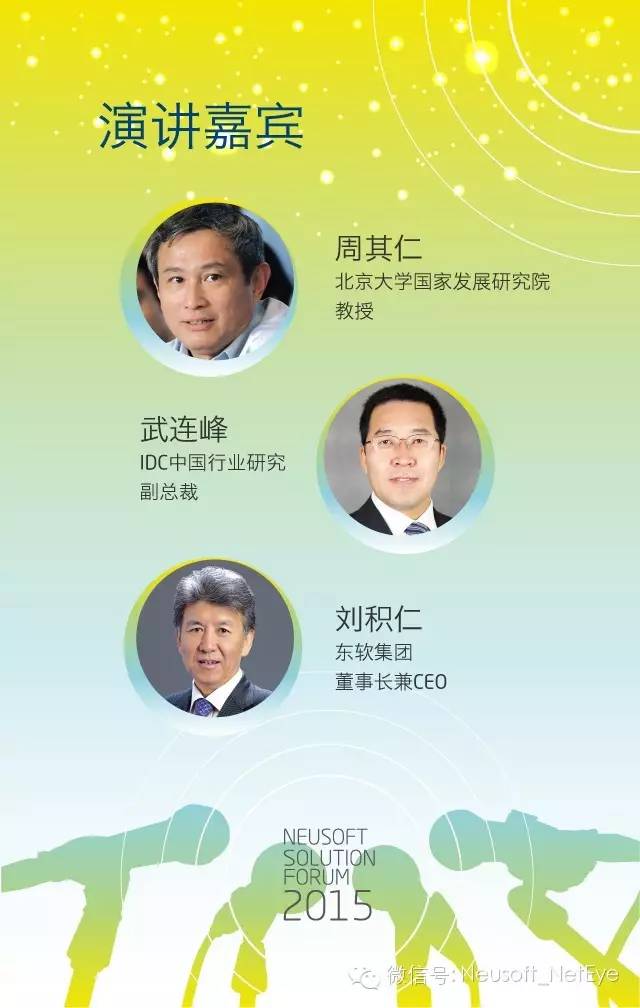 演讲嘉宾
周其仁
北京大学国家发展研究院
教授
武连峰
IDC中国行业研究
副总裁
刘积仁
东软集团
董事长兼CEO
NEUSOFT
SOLUTION
FORUM
2015
微信号: Neusoft_NetEye